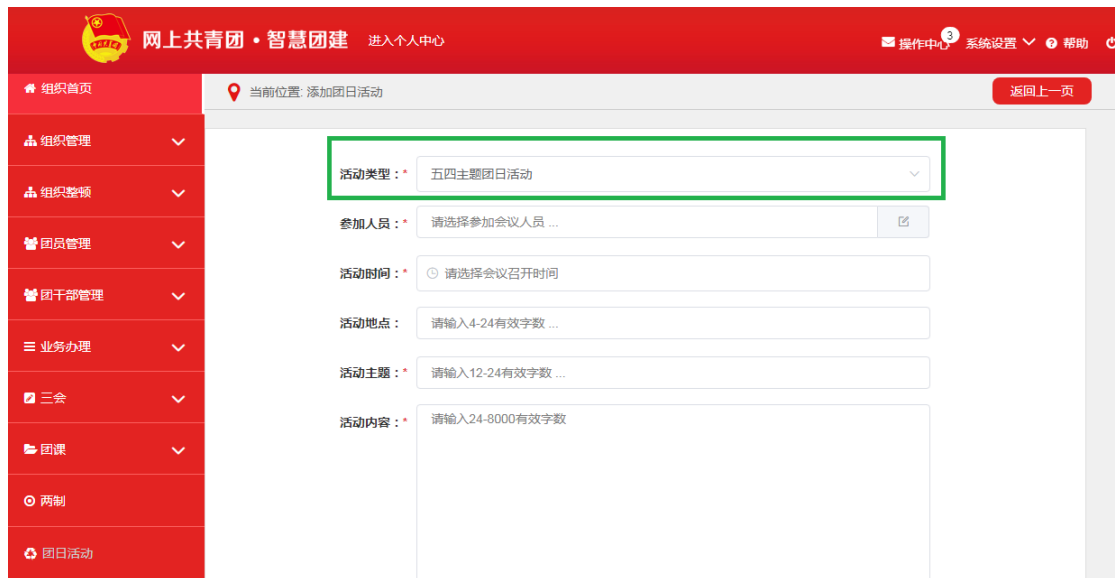 网上共青团·智慧团建 进入个人中心 操作中心 3 系统设置 帮助
组织首页
当前位置: 添加团日活动 返回上一页
组织管理
组织整顿
团员管理
团干部管理
业务办理
三会
团课
两制
团日活动
活动类型：* 五四主题团日活动
参加人员：* 请选择参加会议人员 ...
活动时间：* 请选择会议召开时间
活动地点： 请输入4-24有效字数 ...
活动主题：* 请输入12-24有效字数 ...
活动内容：* 请输入24-8000有效字数